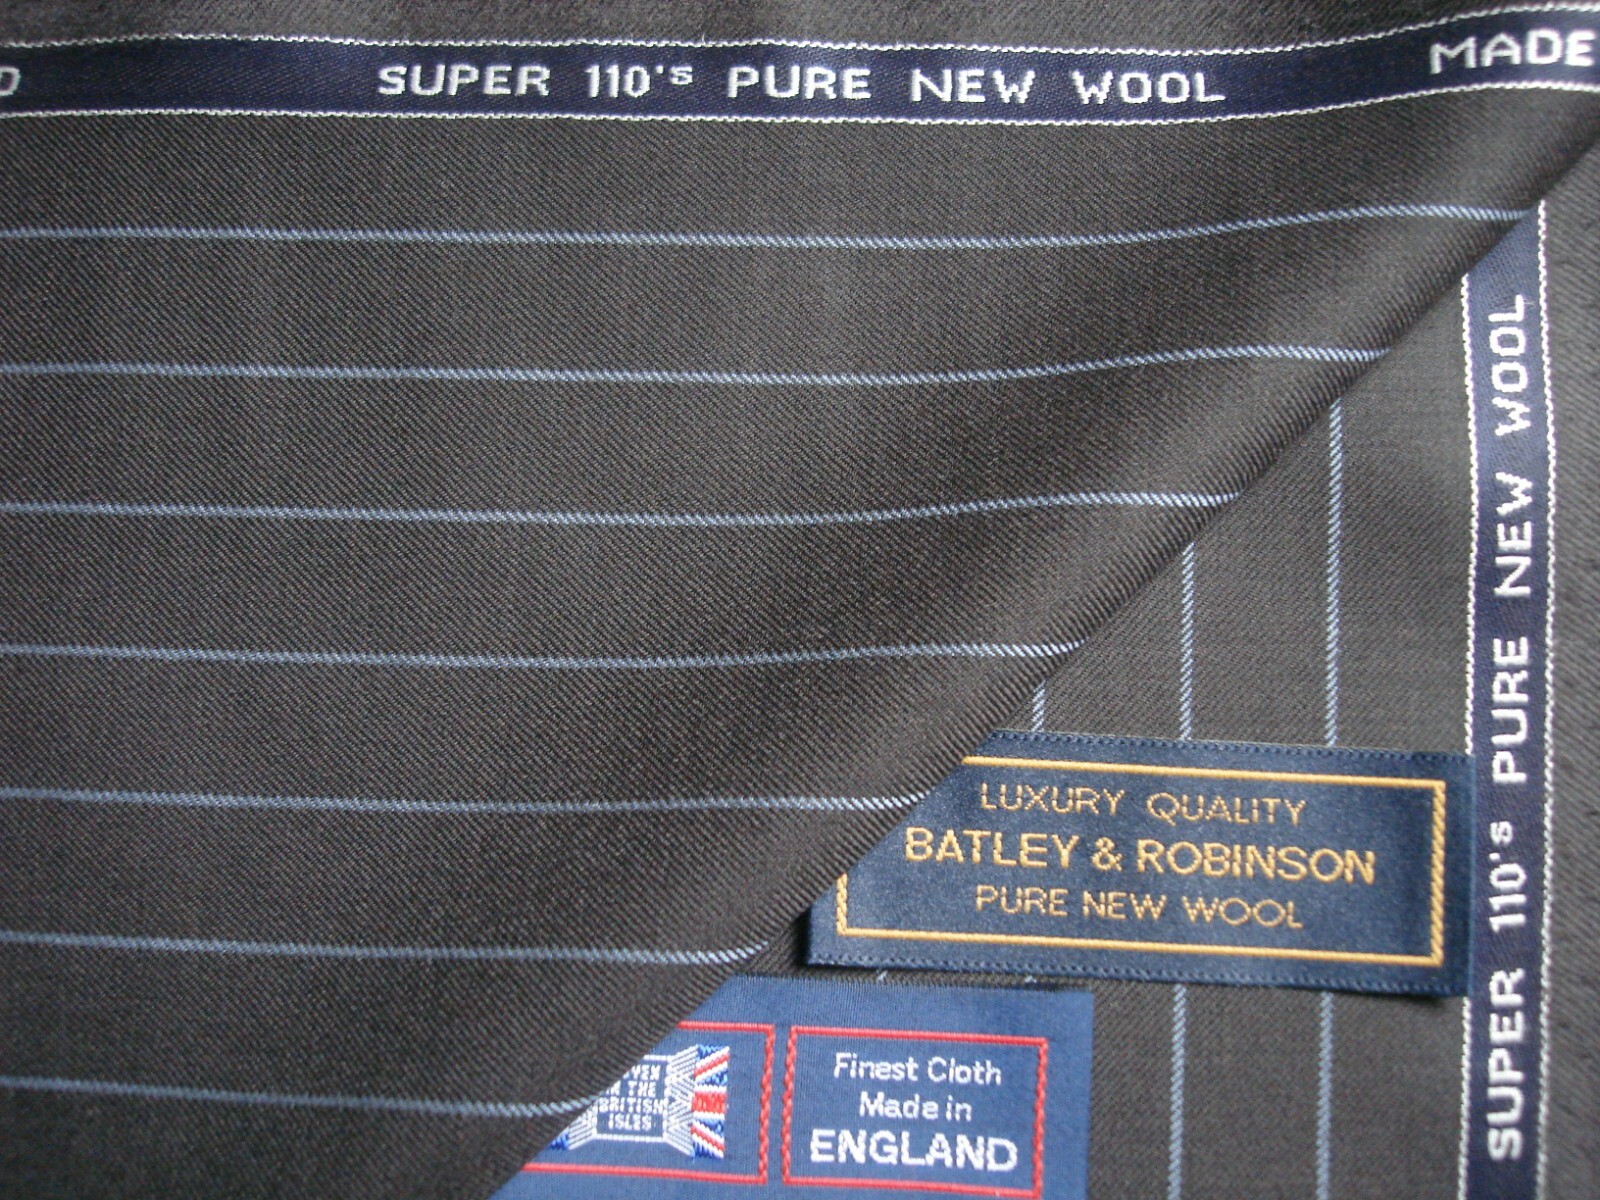 SUPER 110's PURE NEW WOOL MADE
SUPER 110's PURE NEW WOOL
LUXURY QUALITY
BATLEY & ROBINSON
PURE NEW WOOL
THE
BRITISH
ISLES
Finest Cloth
Made in
ENGLAND